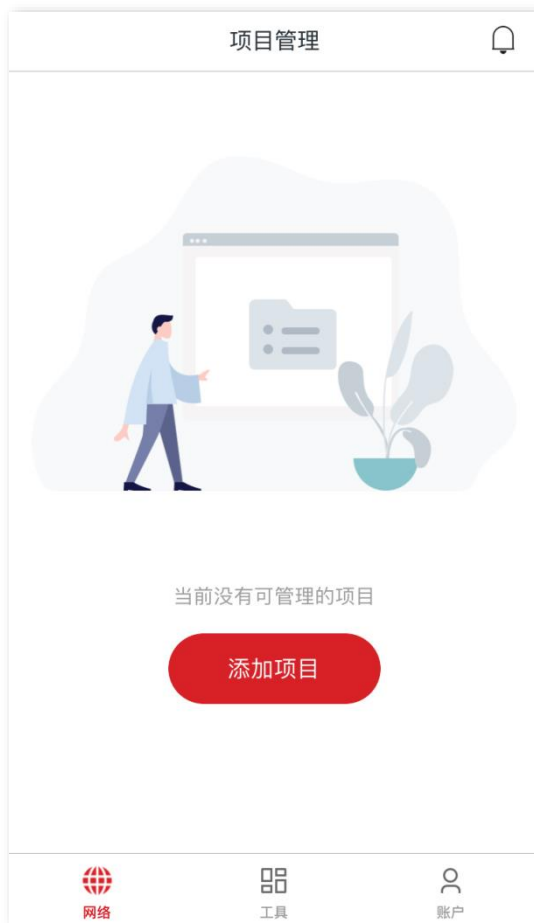 项目管理
当前没有可管理的项目
添加项目
网络
工具
账户